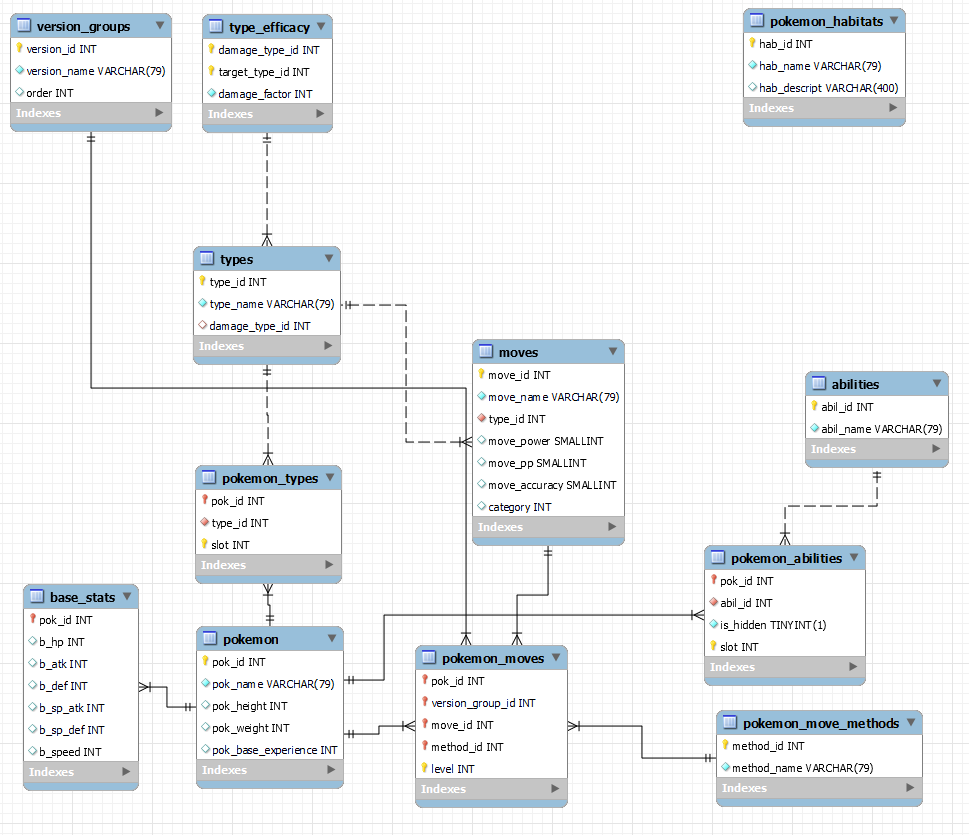 version_groups
version_id INT
version_name VARCHAR(79)
order INT
Indexes
type_efficacy
damage_type_id INT
target_type_id INT
damage_factor INT
Indexes
pokemon_habitats
hab_id INT
hab_name VARCHAR(79)
hab_descript VARCHAR(400)
Indexes
types
type_id INT
type_name VARCHAR(79)
damage_type_id INT
Indexes
moves
move_id INT
move_name VARCHAR(79)
type_id INT
move_power SMALLINT
move_pp SMALLINT
move_accuracy SMALLINT
category INT
Indexes
abilities
abil_id INT
abil_name VARCHAR(79)
Indexes
pokemon_types
pok_id INT
type_id INT
slot INT
Indexes
pokemon_abilities
pok_id INT
abil_id INT
is_hidden TINYINT(1)
slot INT
Indexes
base_stats
pok_id INT
b_hp INT
b_atk INT
b_def INT
b_sp_atk INT
b_sp_def INT
b_speed INT
Indexes
pokemon
pok_id INT
pok_name VARCHAR(79)
pok_height INT
pok_weight INT
pok_base_experience INT
Indexes
pokemon_moves
pok_id INT
version_group_id INT
move_id INT
method_id INT
level INT
Indexes
pokemon_move_methods
method_id INT
method_name VARCHAR(79)
Indexes